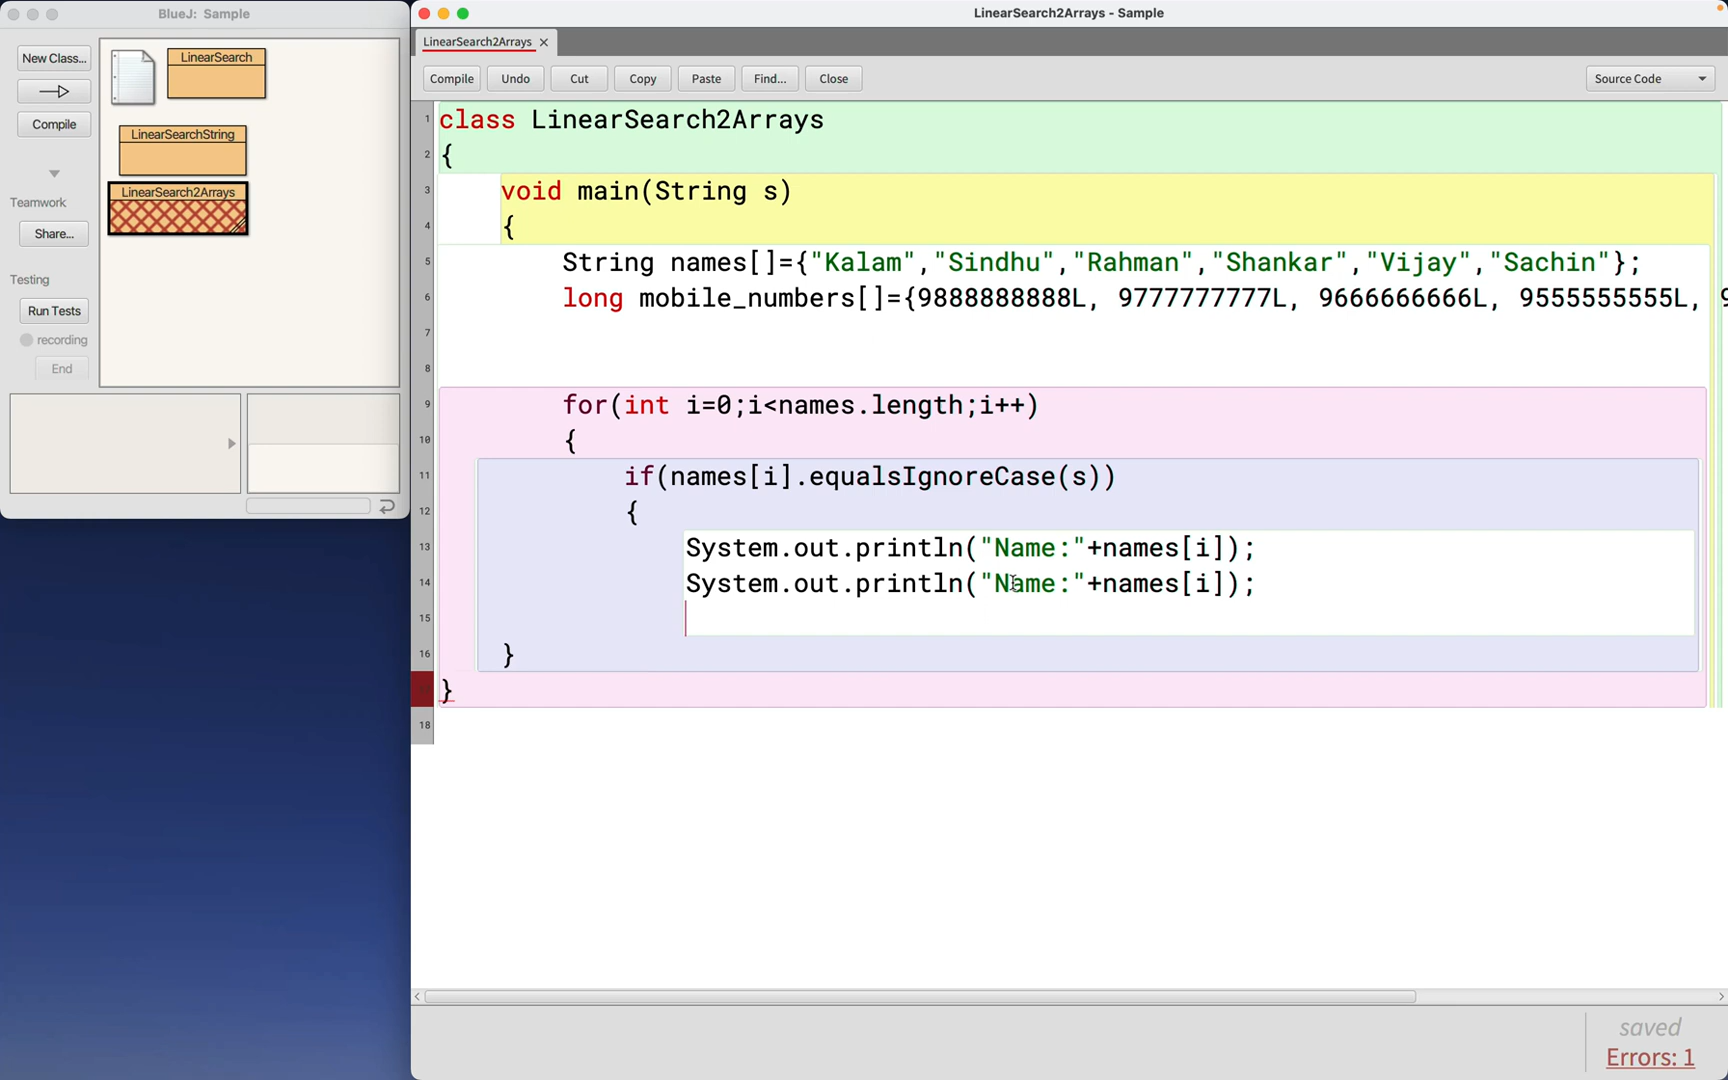 BlueJ: Sample
New Class...
Compile
Teamwork
Share...
Testing
Run Tests
recording
End
LinearSearch
LinearSearchString
LinearSearch2Arrays
LinearSearch2Arrays - Sample
LinearSearch2Arrays
Compile Undo Cut Copy Paste Find... Close Source Code
1 class LinearSearch2Arrays
2 {
3 void main(String s)
4 {
5 String names[]={"Kalam","Sindhu","Rahman","Shankar","Vijay","Sachin"};
6 long mobile_numbers[]={9888888888L, 9777777777L, 9666666666L, 9555555555L, 9
7
8
9 for(int i=0;i<names.length;i++)
10 {
11 if(names[i].equalsIgnoreCase(s))
12 {
13 System.out.println("Name:"+names[i]);
14 System.out.println("Name:"+names[i]);
15
16 }
}
18
saved
Errors: 1